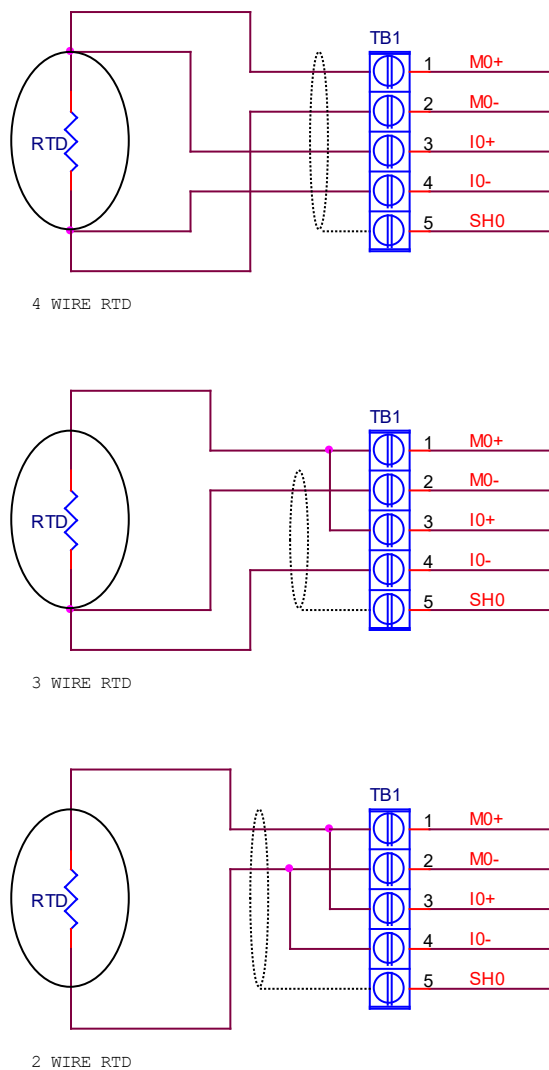 TB1
1 M0+
2 M0-
RTD
3 I0+
4 I0-
5 SH0
4 WIRE RTD
TB1
1 M0+
2 M0-
RTD
3 I0+
4 I0-
5 SH0
3 WIRE RTD
TB1
1 M0+
2 M0-
RTD
3 I0+
4 I0-
5 SH0
2 WIRE RTD